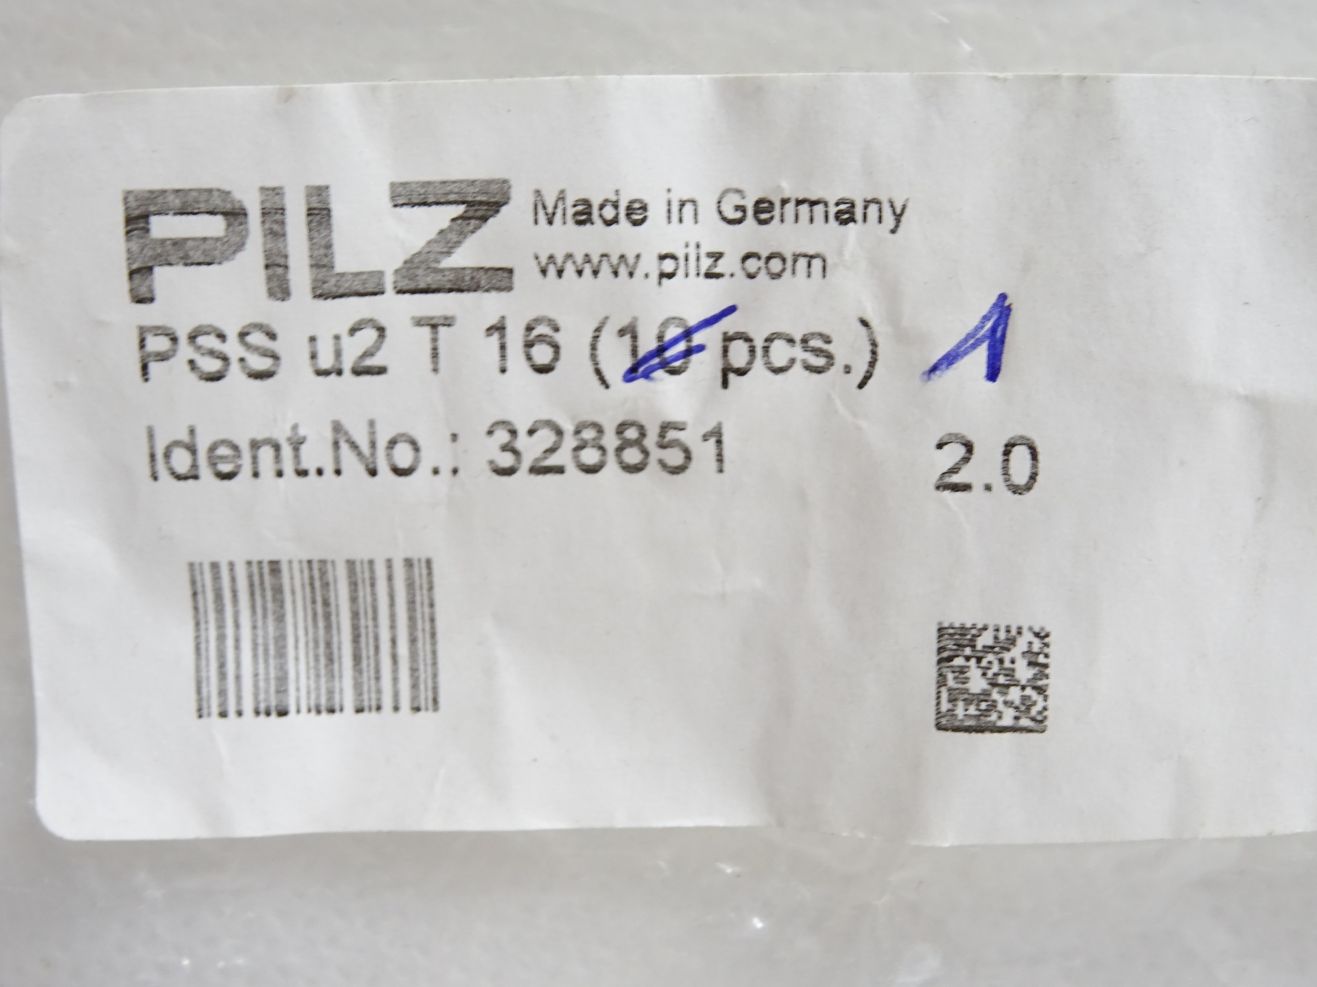 PILZ Made in Germany
www.pilz.com
PSS u2 T 16 (10 pcs.) 1
Ident.No.: 328851 2.0